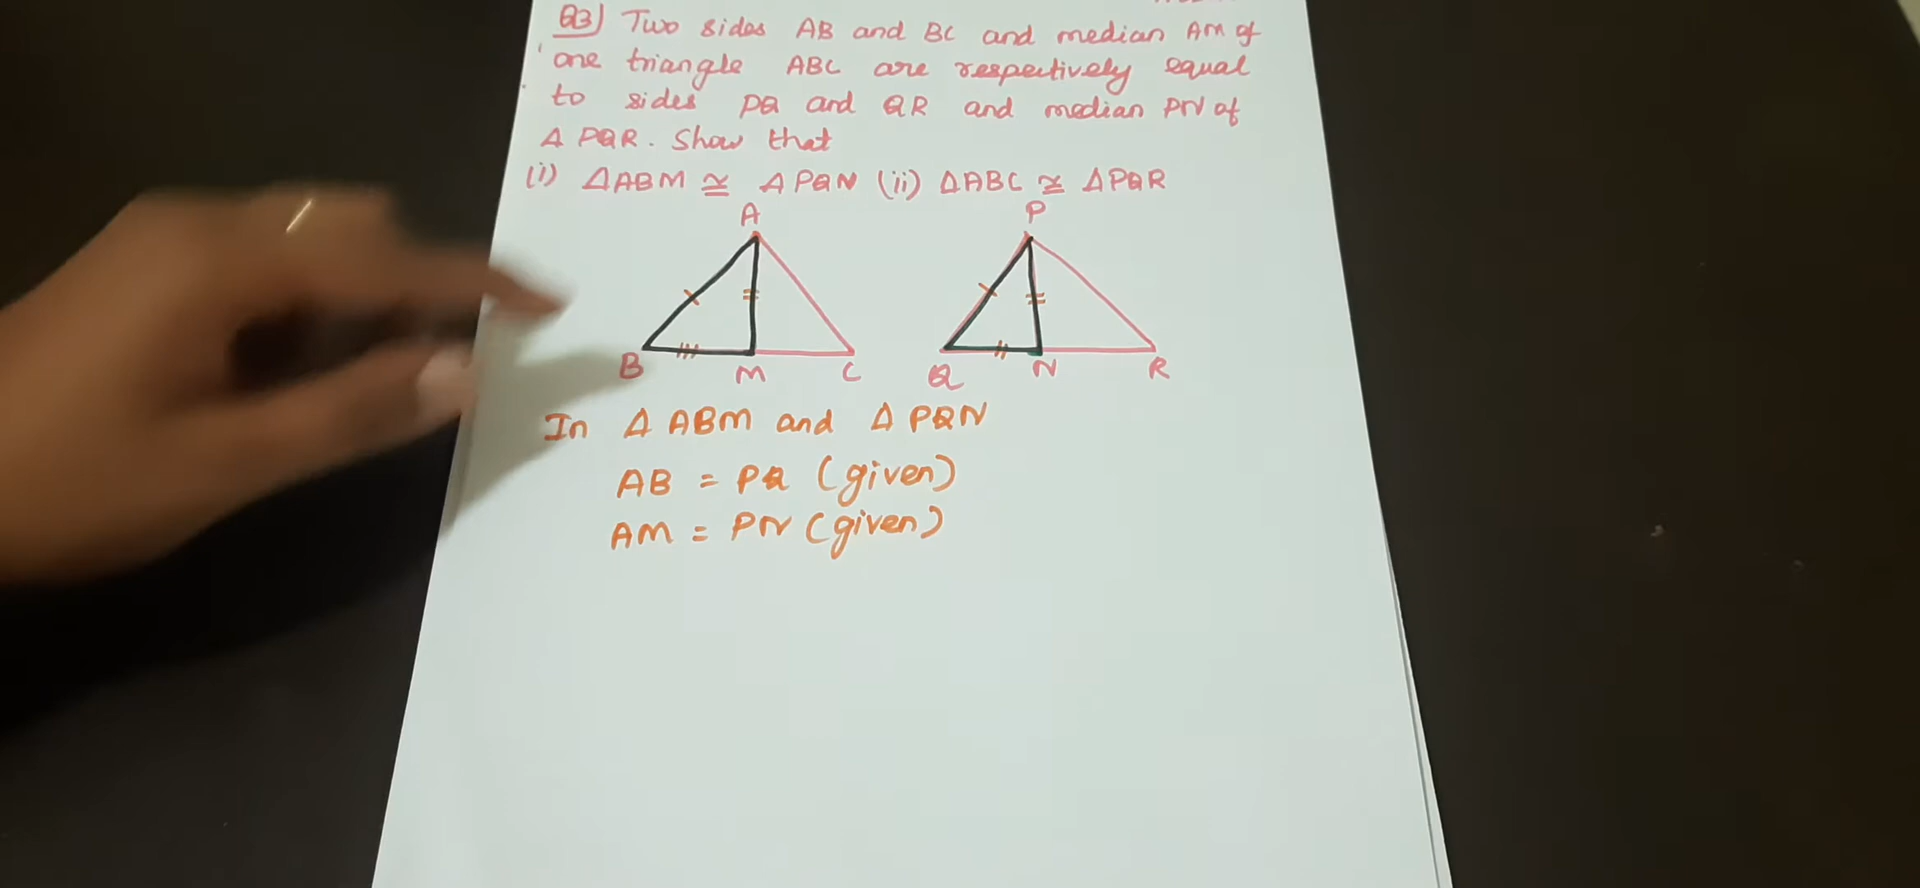 Q3) Two sides AB and BC and median AM of
one triangle ABC are respectively equal
to sides PQ and QR and median PN of
Δ PQR. Show that
(i) ΔABM ≅ ΔPQN (ii) ΔABC ≅ ΔPQR
A P
B M C Q N R
In Δ ABM and Δ PQN
AB = PQ (given)
AM = PN (given)